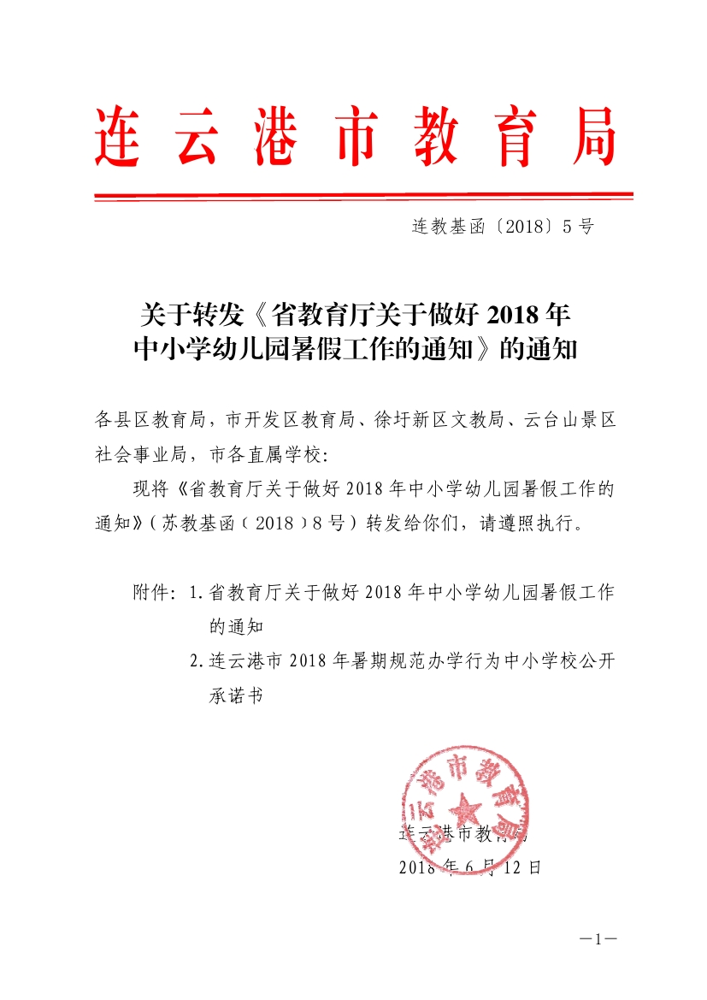 连云港市教育局
连教基函〔2018〕5 号
关于转发《省教育厅关于做好 2018 年
中小学幼儿园暑假工作的通知》的通知
各县区教育局，市开发区教育局、徐圩新区文教局、云台山景区
社会事业局，市各直属学校：
现将《省教育厅关于做好 2018 年中小学幼儿园暑假工作的
通知》（苏教基函﹝2018﹞8 号）转发给你们，请遵照执行。
附件：1.省教育厅关于做好 2018 年中小学幼儿园暑假工作
的通知
2.连云港市 2018 年暑期规范办学行为中小学校公开
承诺书
连云港市教育局
连云港市教育局
2018 年 6 月 12 日
－1－